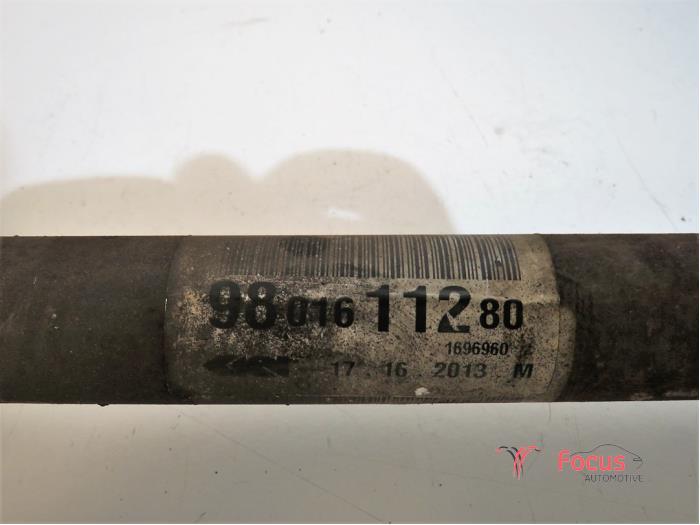 98 016 112 80
1696960
17 · 16 2013 M
Focus
AUTOMOTIVE